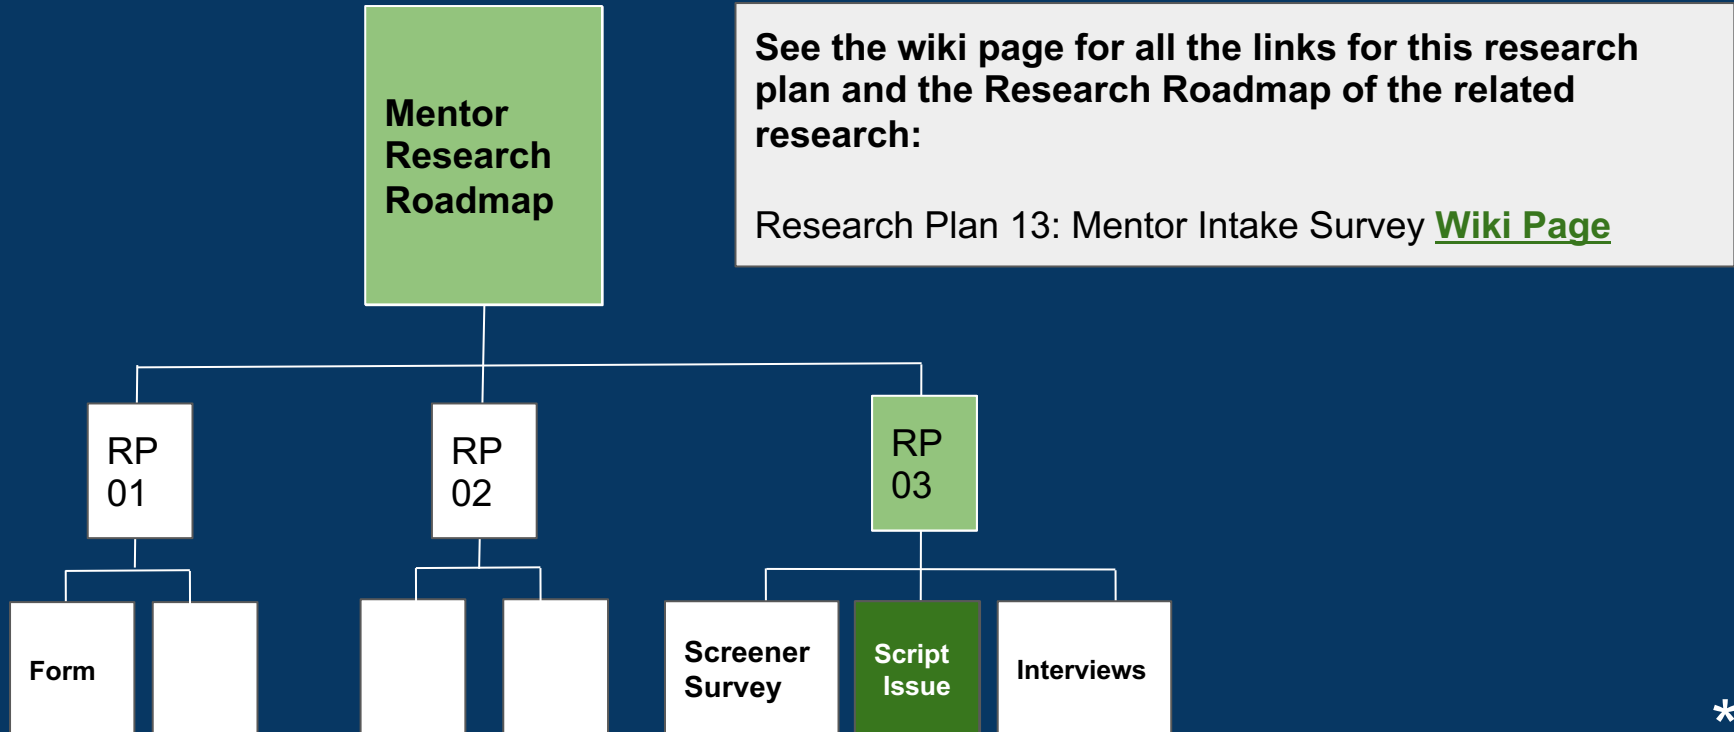 Mentor
Research
Roadmap
See the wiki page for all the links for this research
plan and the Research Roadmap of the related
research:
Research Plan 13: Mentor Intake Survey Wiki Page
RP
01
RP
02
RP
03
Form
Screener
Survey
Script
Issue
Interviews
*